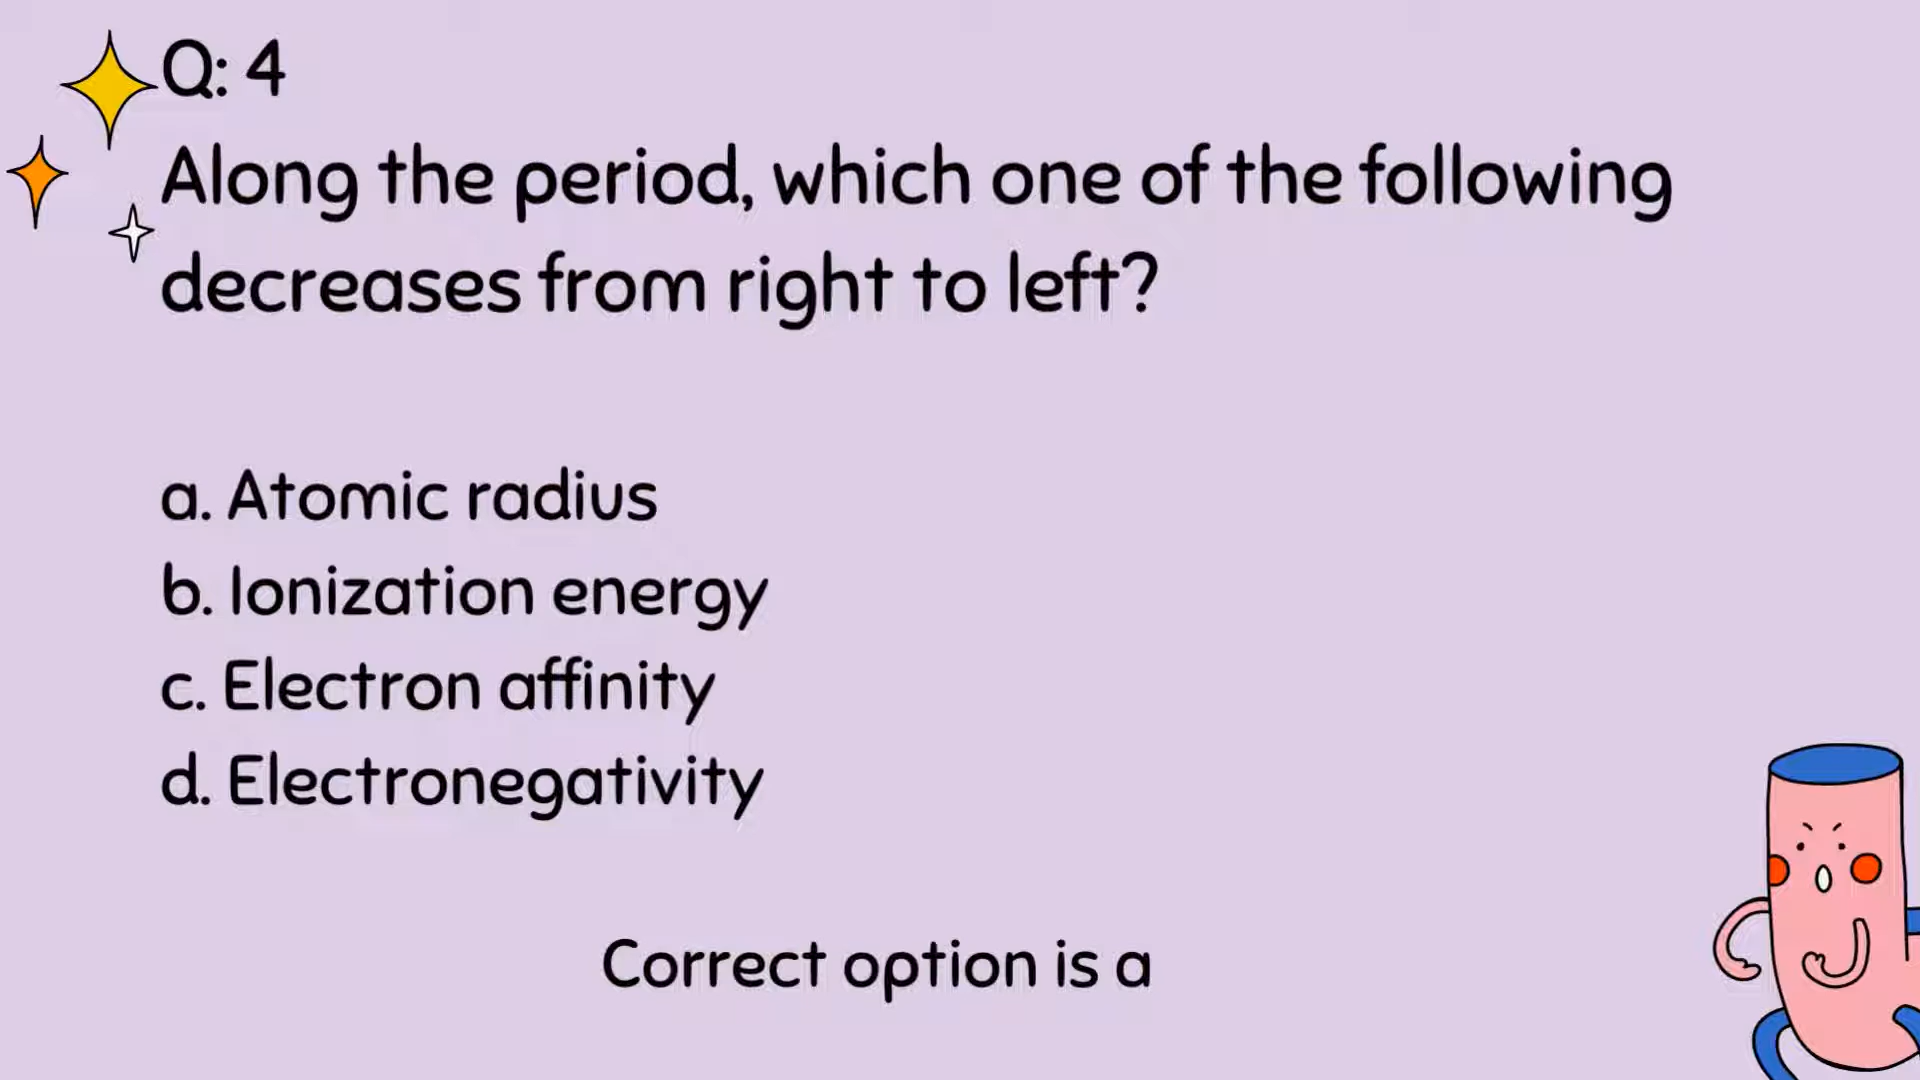 Q: 4
Along the period, which one of the following
decreases from right to left?
a. Atomic radius
b. Ionization energy
c. Electron affinity
d. Electronegativity
Correct option is a